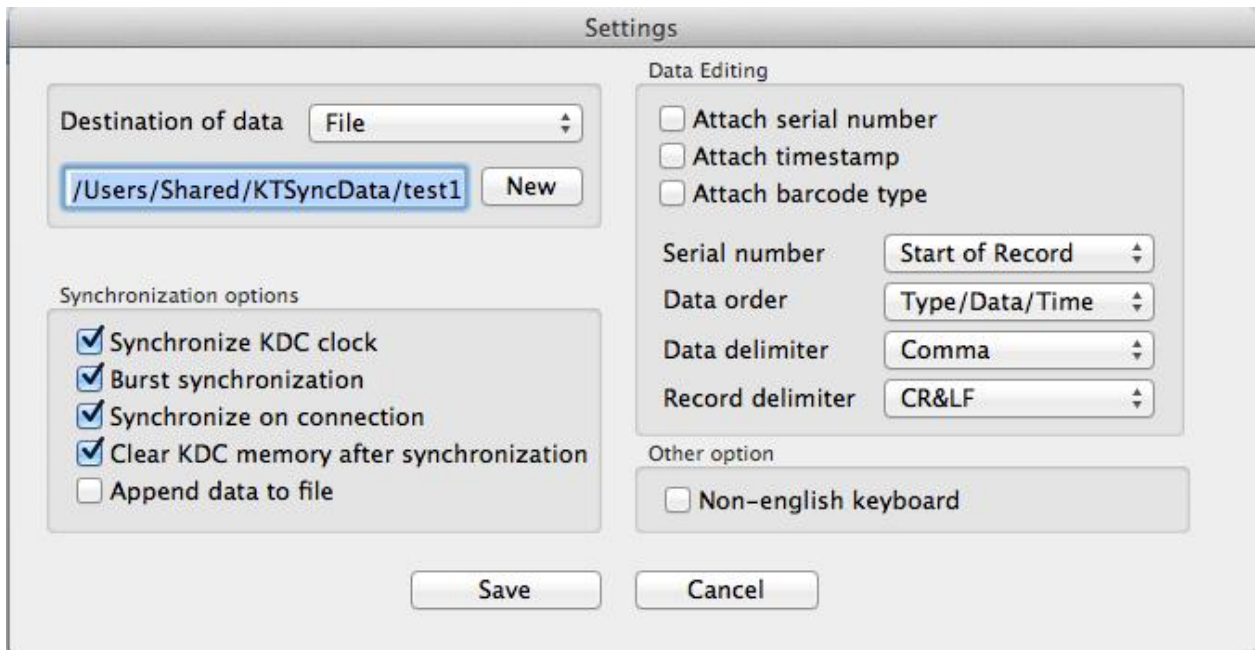 Settings
Destination of data File
/Users/Shared/KTSyncData/test1 New
Synchronization options
Synchronize KDC clock
Burst synchronization
Synchronize on connection
Clear KDC memory after synchronization
Append data to file
Data Editing
Attach serial number
Attach timestamp
Attach barcode type
Serial number Start of Record
Data order Type/Data/Time
Data delimiter Comma
Record delimiter CR&LF
Other option
Non-english keyboard
Save Cancel